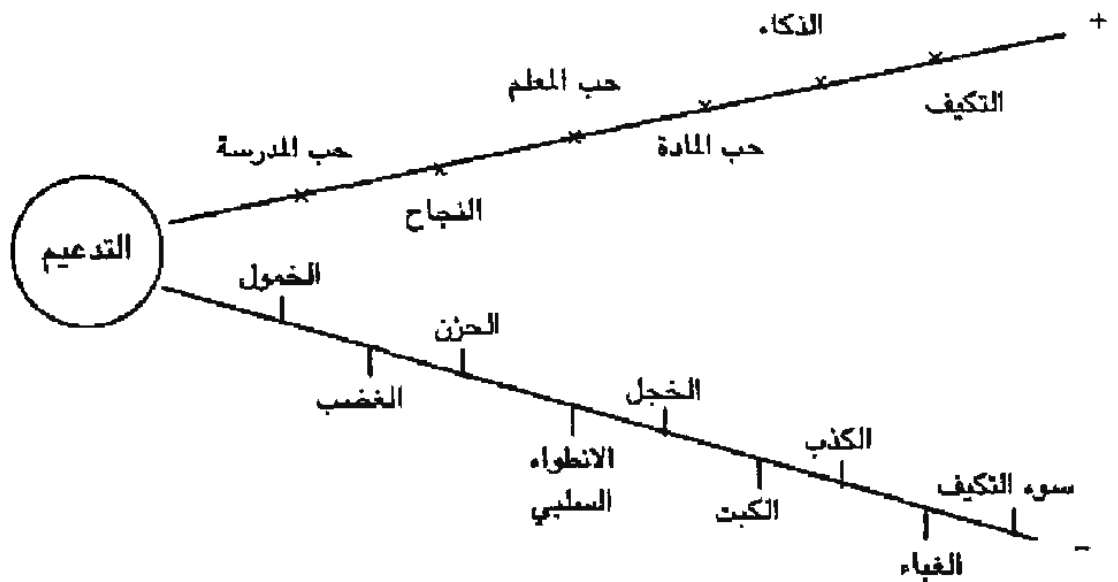 الذكاء
+
حب المعلم
التكيف
حب المدرسة
حب المادة
النجاح
التدعيم
الخمول
الحزن
الغضب
الخجل
الانطواء
السلبي
الكذب
الكبت
سوء التكيف
الغباء
-